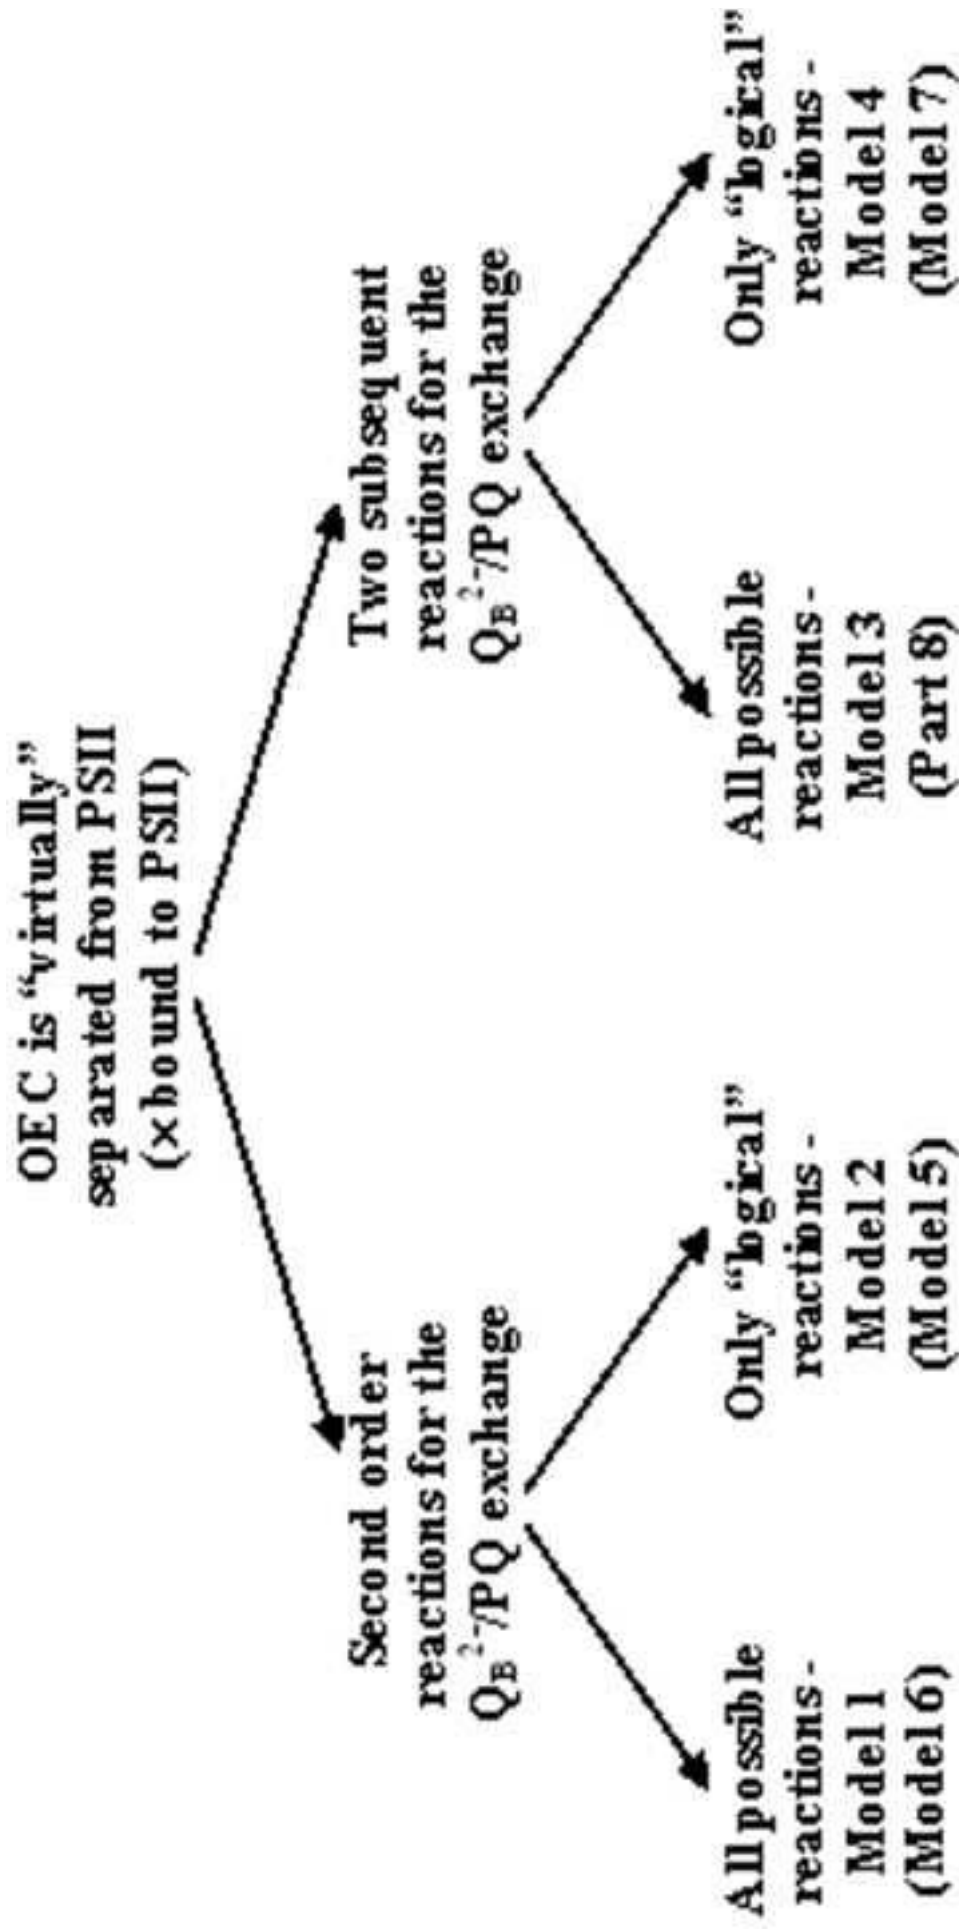 OEC is “virtually”
separated from PSII
(x bound to PSII)
Second order
reactions for the
QB2-/PQ exchange
Two subsequent
reactions for the
QB2-/PQ exchange
All possible
reactions-
Model 1
(Model 6)
Only “logical”
reactions -
Model 2
(Model 5)
All possible
reactions-
Model 3
(Part 8)
Only “logical”
reactions -
Model 4
(Model 7)